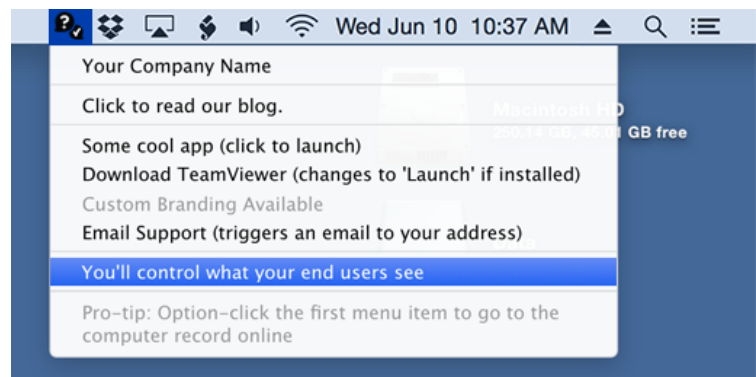 Wed Jun 10 10:37 AM
Your Company Name
Click to read our blog.
Macintosh HD
250.14 GB, 45.01 GB free
Some cool app (click to launch)
Download TeamViewer (changes to 'Launch' if installed)
Custom Branding Available
Email Support (triggers an email to your address)
You'll control what your end users see
Pro-tip: Option-click the first menu item to go to the
computer record online